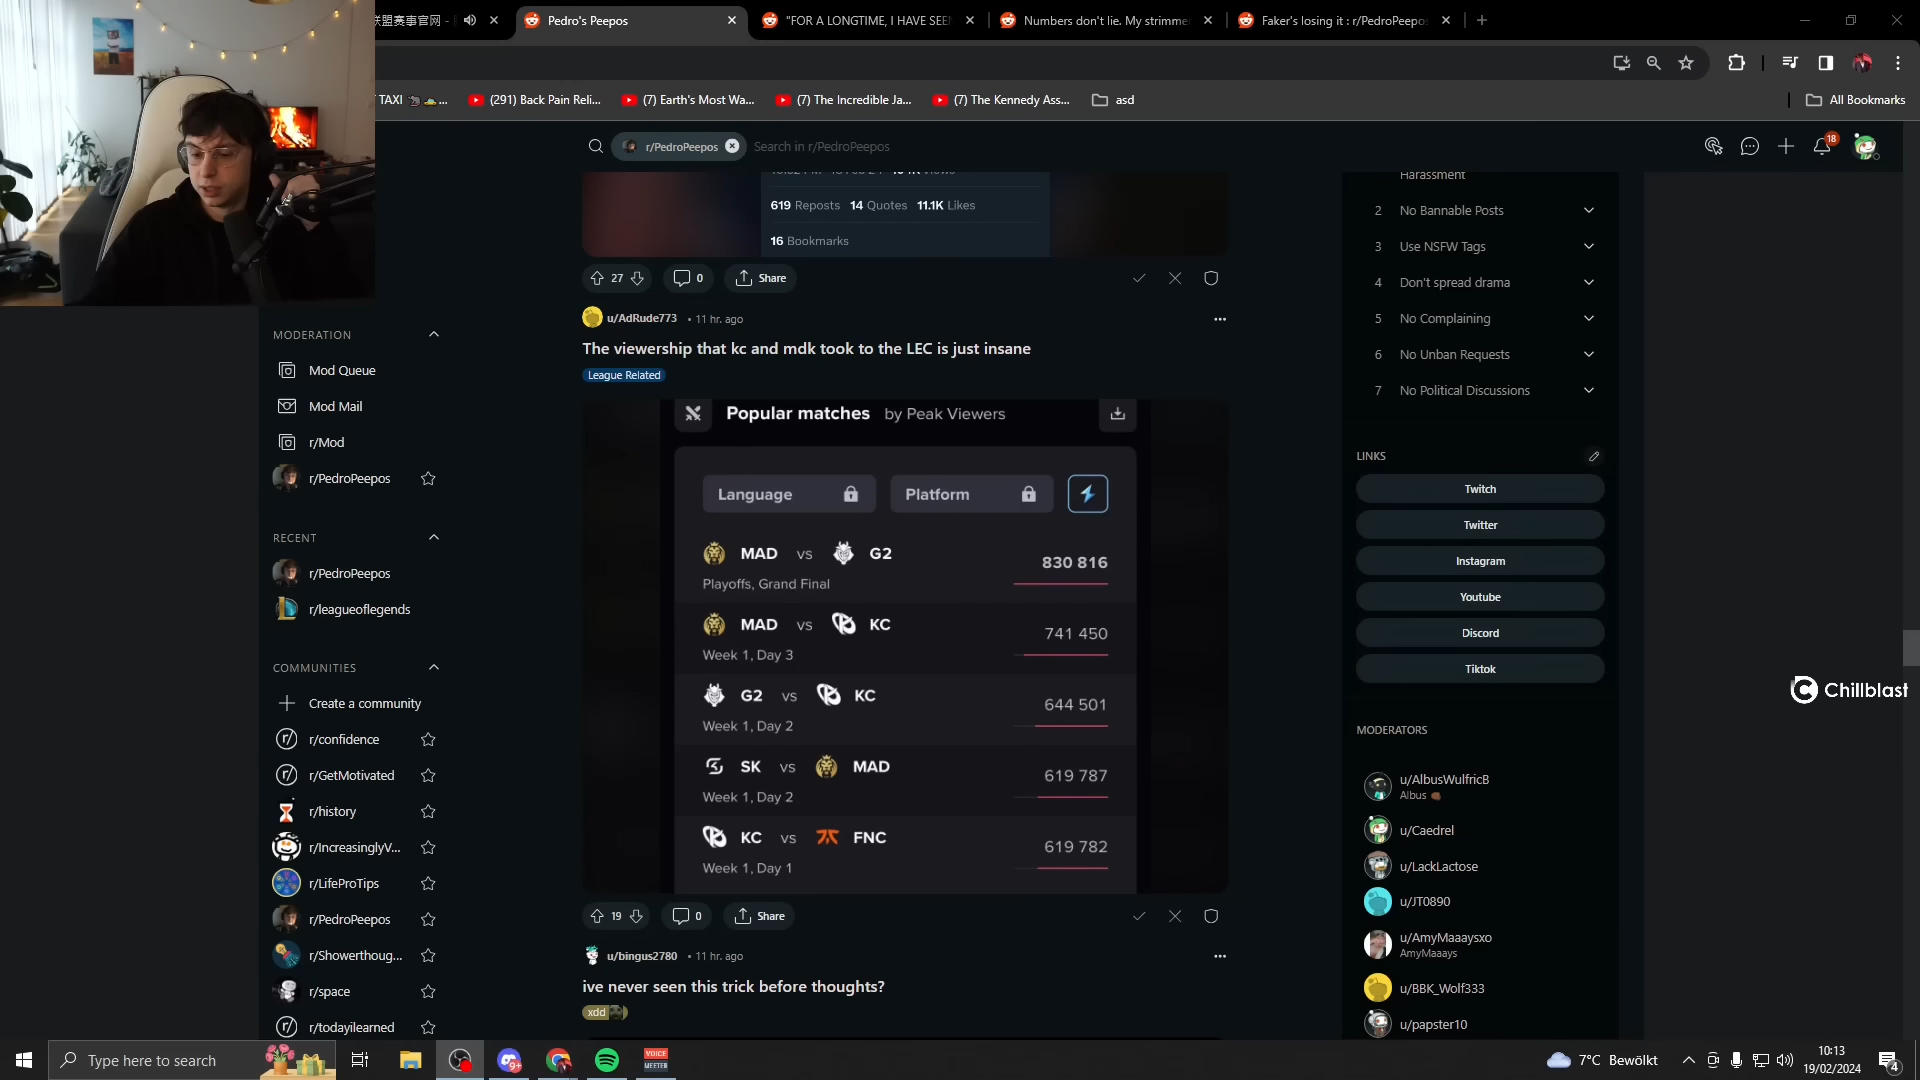 联盟赛事官网 -
Pedro's Peepos
"FOR A LONGTIME, I HAVE SEE
Numbers don't lie. My strimme
Faker's losing it : r/PedroPeepo
TAXI
(291) Back Pain Reli...
(7) Earth's Most Wa...
(7) The Incredible Ja...
(7) The Kennedy Ass...
asd
All Bookmarks
r/PedroPeepos
Search in r/PedroPeepos
18
Harassment
619 Reposts 14 Quotes 11.1K Likes
16 Bookmarks
2 No Bannable Posts
3 Use NSFW Tags
4 Don't spread drama
5 No Complaining
6 No Unban Requests
7 No Political Discussions
27
0
Share
u/AdRude773 • 11 hr. ago
The viewership that kc and mdk took to the LEC is just insane
League Related
Popular matches by Peak Viewers
Language
Platform
MAD vs G2
830 816
Playoffs, Grand Final
MAD vs KC
741 450
Week 1, Day 3
G2 vs KC
644 501
Week 1, Day 2
SK vs MAD
619 787
Week 1, Day 2
KC vs FNC
619 782
Week 1, Day 1
19
0
Share
u/bingus2780 • 11 hr. ago
ive never seen this trick before thoughts?
xdd
MODERATION
Mod Queue
Mod Mail
r/Mod
r/PedroPeepos
RECENT
r/PedroPeepos
r/leagueoflegends
COMMUNITIES
Create a community
r/confidence
r/GetMotivated
r/history
r/IncreasinglyV...
r/LifeProTips
r/PedroPeepos
r/Showerthoug...
r/space
r/todayilearned
LINKS
Twitch
Twitter
Instagram
Youtube
Discord
Tiktok
Chillblast
MODERATORS
u/AlbusWulfricB
Albus
u/Caedrel
u/LackLactose
u/JT0890
u/AmyMaaaysxo
AmyMaaays
u/BBK_Wolf333
u/papster10
Type here to search
9+
VOICE
MEETER
7°C Bewölkt
10:13
19/02/2024
4